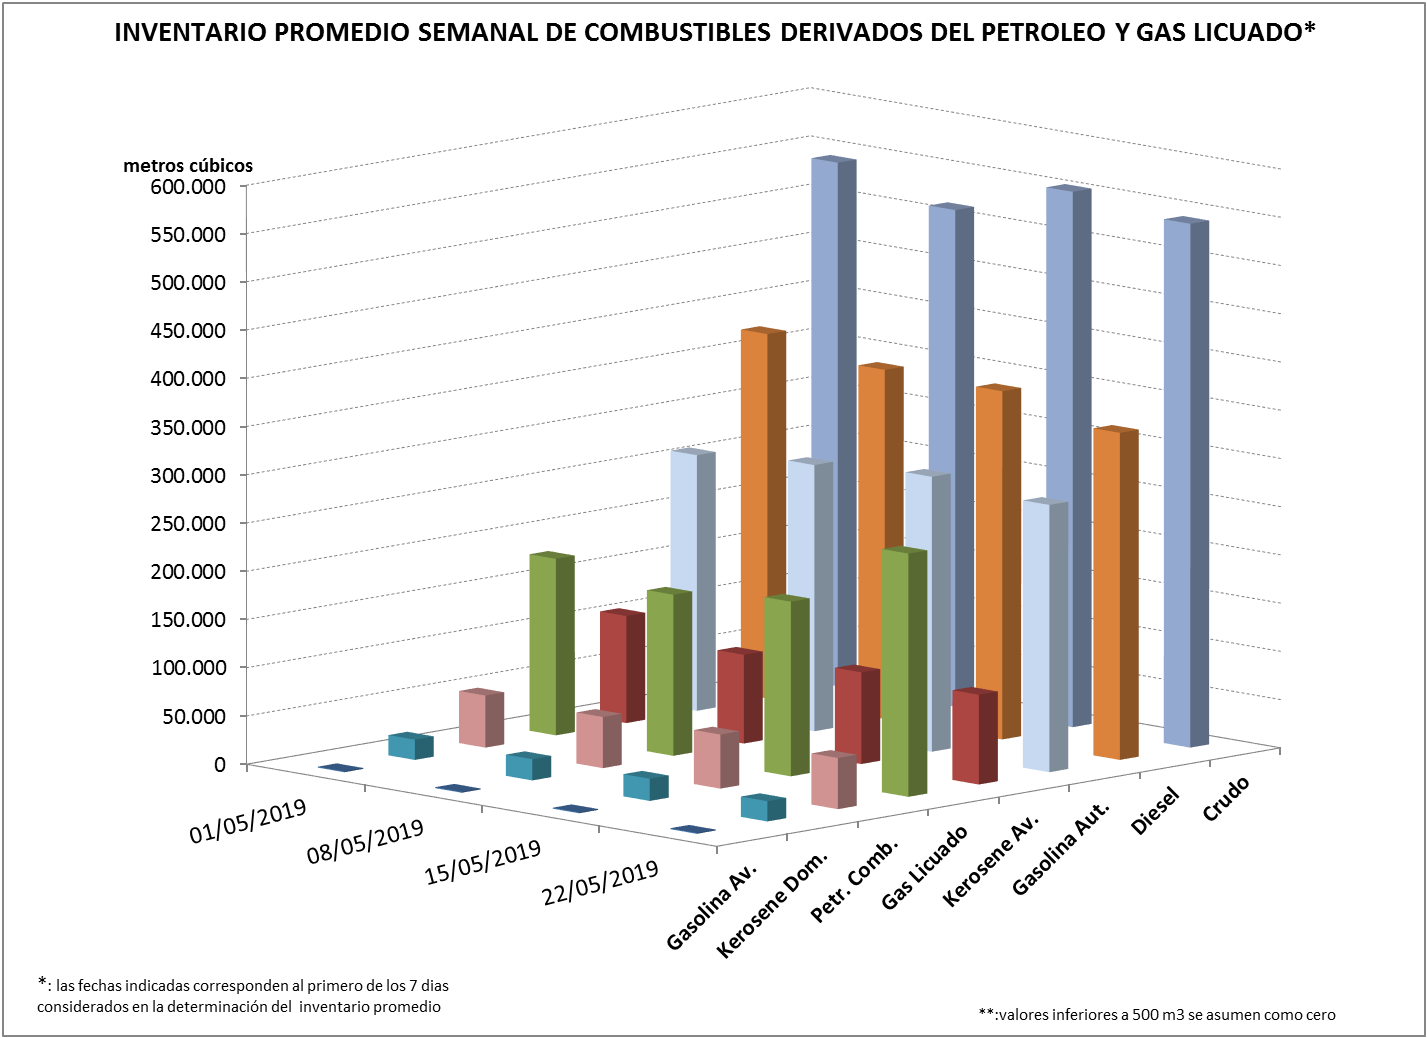 INVENTARIO PROMEDIO SEMANAL DE COMBUSTIBLES DERIVADOS DEL PETROLEO Y GAS LICUADO*
metros cúbicos
600.000
550.000
500.000
450.000
400.000
350.000
300.000
250.000
200.000
150.000
100.000
50.000
0
01/05/2019
08/05/2019
15/05/2019
22/05/2019
Gasolina Av.
Kerosene Dom.
Petr. Comb.
Gas Licuado
Kerosene Av.
Gasolina Aut.
Diesel
Crudo
*: las fechas indicadas corresponden al primero de los 7 dias
considerados en la determinación del inventario promedio
**:valores inferiores a 500 m3 se asumen como cero